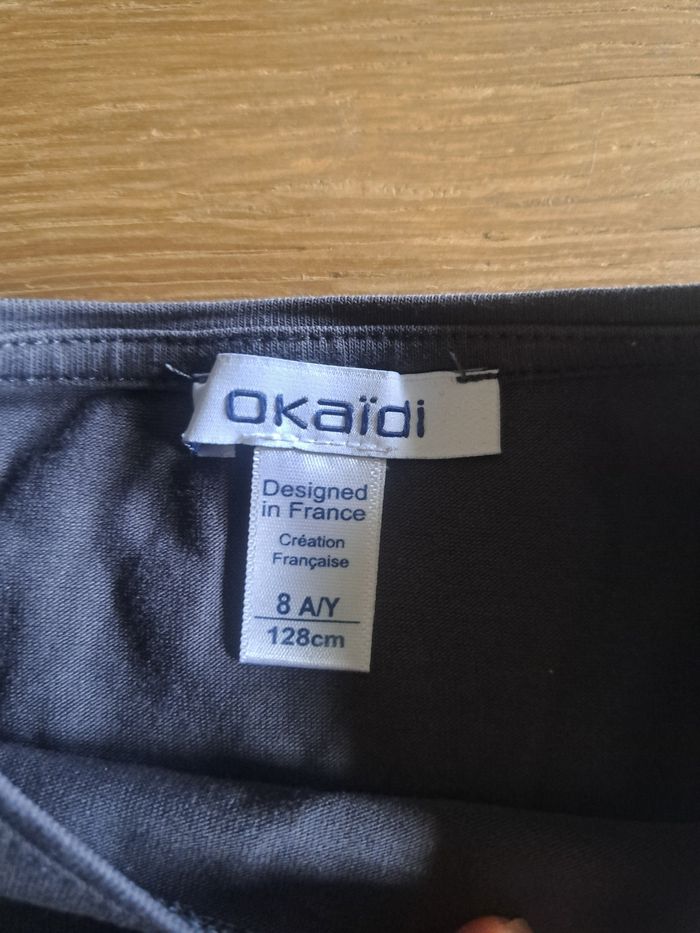 okaïdi
Designed
in France
Création
Française
8 A/Y
128cm